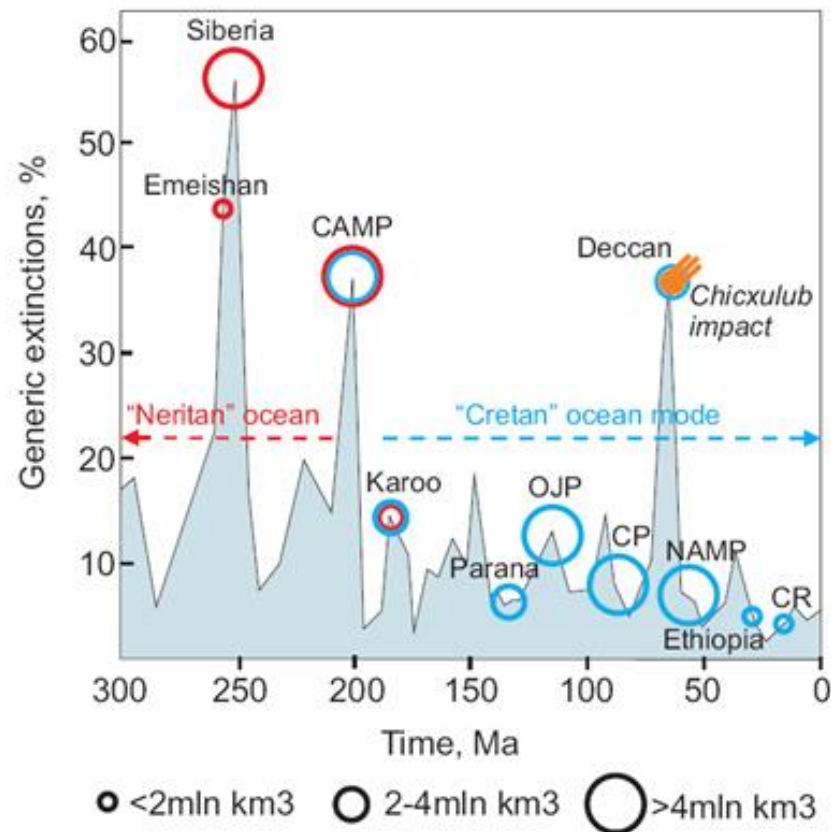 Generic extinctions, %
60
50
40
30
20
10
Siberia
Emeishan
CAMP
Deccan
Chicxulub
impact
"Neritan" ocean
"Cretan" ocean mode
Karoo
OJP
CP
NAMP
Parana
CR
Ethiopia
300 250 200 150 100 50 0
Time, Ma
<2mln km3 2-4mln km3 >4mln km3